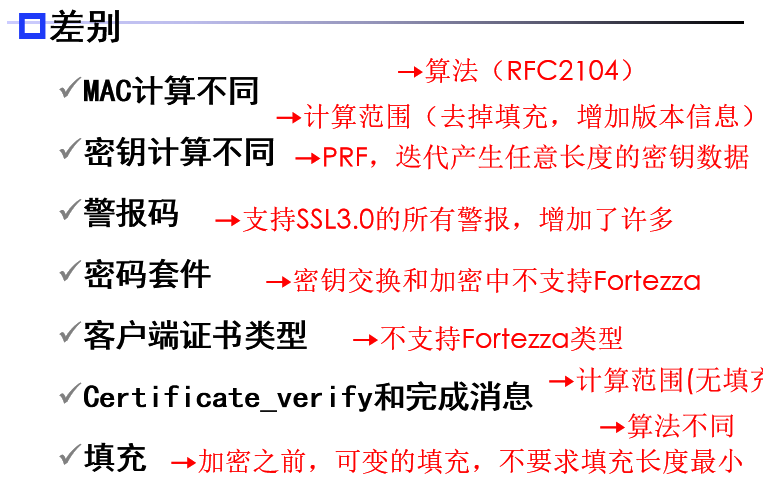 差别
→算法（RFC2104）
MAC计算不同
→计算范围（去掉填充，增加版本信息）
密钥计算不同 →PRF，迭代产生任意长度的密钥数据
警报码 →支持SSL3.0的所有警报，增加了许多
密码套件 →密钥交换和加密中不支持Fortezza
客户端证书类型 →不支持Fortezza类型
→计算范围(无填充
Certificate_verify和完成消息
→算法不同
填充 →加密之前，可变的填充，不要求填充长度最小